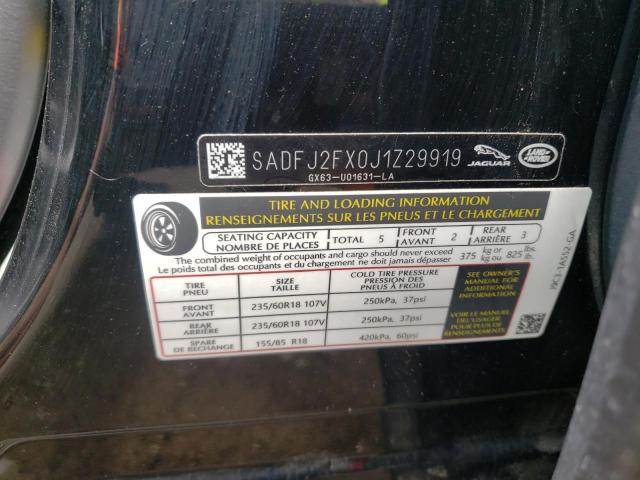 SADFJ2FX0J1Z29919 JAGUAR LAND ROVER
GX63-U01631-LA
TIRE AND LOADING INFORMATION
RENSEIGNEMENTS SUR LES PNEUS ET LE CHARGEMENT
SEATING CAPACITY
NOMBRE DE PLACES
TOTAL 5
FRONT
AVANT 2
REAR
ARRIÈRE 3
The combined weight of occupants and cargo should never exceed
Le poids total des occupants et du chargement ne doit jamais dépasser
375 kg or
kg ou
825 lbs.
lb.
TIRE
PNEU
SIZE
TAILLE
COLD TIRE PRESSURE
PRESSION DES
PNEUS À FROID
FRONT
AVANT
235/60R18 107V
250kPa, 37psi
REAR
ARRIÈRE
235/60R18 107V
250kPa, 37psi
SPARE
DE RECHANGE
155/85 R18
420kPa, 60psi
SEE OWNER'S
MANUAL FOR
ADDITIONAL
INFORMATION
VOIR LE MANUEL
DE L'USAGER
POUR PLUS DE
RENSEIGNEMENTS